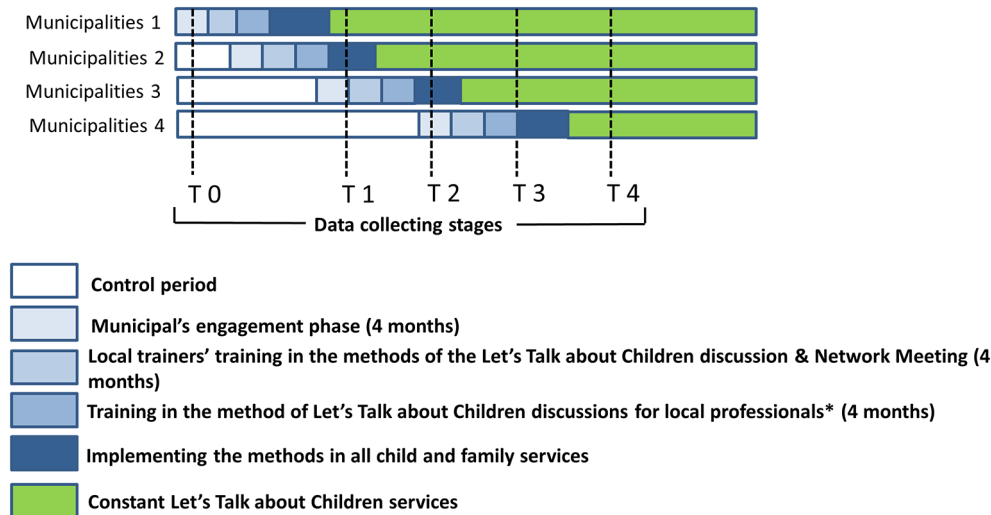 Municipalities 1
Municipalities 2
Municipalities 3
Municipalities 4
T 0
T 1
T 2
T 3
T 4
Data collecting stages
Control period
Municipal's engagement phase (4 months)
Local trainers' training in the methods of the Let's Talk about Children discussion & Network Meeting (4
months)
Training in the method of Let's Talk about Children discussions for local professionals* (4 months)
Implementing the methods in all child and family services
Constant Let's Talk about Children services